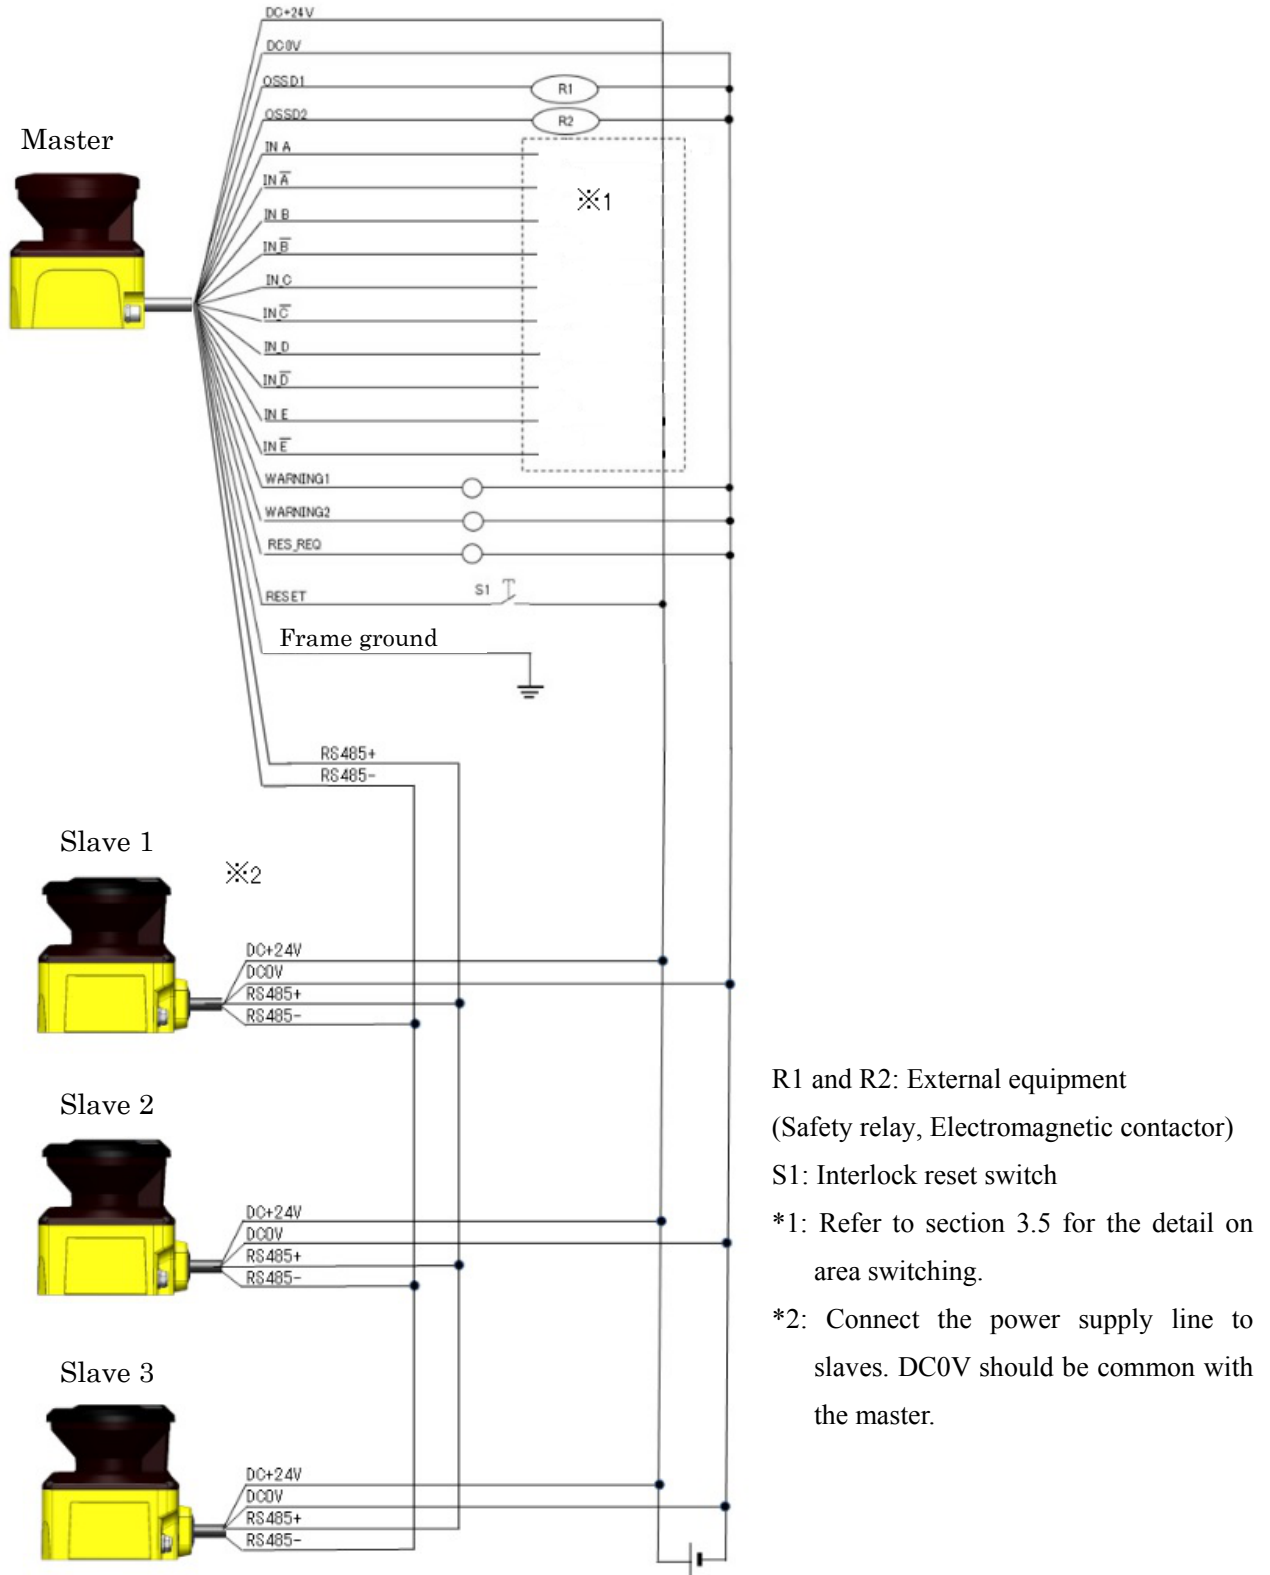 DC+24V
DC0V
OSSD1
R1
OSSD2
R2
Master
IN A
IN A̅
※1
IN B
IN B̅
IN C
IN C̅
IN D
IN D̅
IN E
IN E̅
WARNING1
WARNING2
RES_REQ
RESET
S1
Frame ground
RS485+
RS485-
Slave 1
※2
DC+24V
DC0V
RS485+
RS485-
Slave 2
DC+24V
DC0V
RS485+
RS485-
Slave 3
DC+24V
DC0V
RS485+
RS485-
R1 and R2: External equipment
(Safety relay, Electromagnetic contactor)
S1: Interlock reset switch
*1: Refer to section 3.5 for the detail on
area switching.
*2: Connect the power supply line to
slaves. DC0V should be common with
the master.